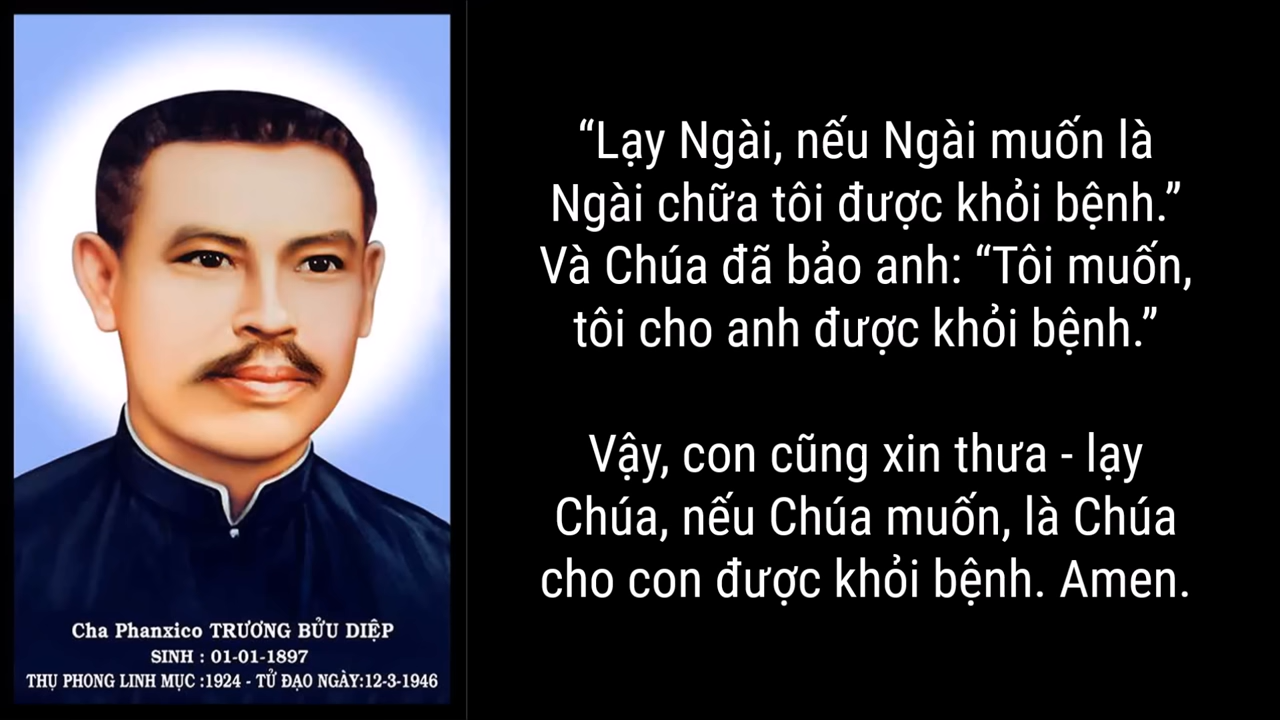 “Lạy Ngài, nếu Ngài muốn là
Ngài chữa tôi được khỏi bệnh.”
Và Chúa đã bảo anh: “Tôi muốn,
tôi cho anh được khỏi bệnh.”
Vậy, con cũng xin thưa - lạy
Chúa, nếu Chúa muốn, là Chúa
cho con được khỏi bệnh. Amen.
Cha Phanxico TRƯƠNG BỬU DIỆP
SINH : 01-01-1897
THỤ PHONG LINH MỤC :1924 - TỬ ĐẠO NGÀY:12-3-1946